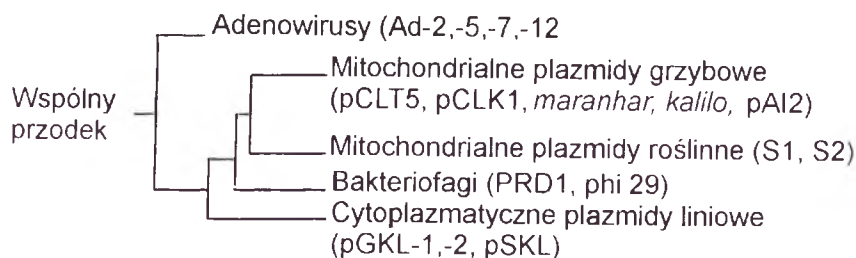 Adenowirusy (Ad-2,-5,-7,-12
Mitochondrialne plazmidy grzybowe
(pCLT5, pCLK1, maranhar, kalilo, pAI2)
Wspólny
przodek
Mitochondrialne plazmidy roślinne (S1, S2)
Bakteriofagi (PRD1, phi 29)
Cytoplazmatyczne plazmidy liniowe
(pGKL-1,-2, pSKL)